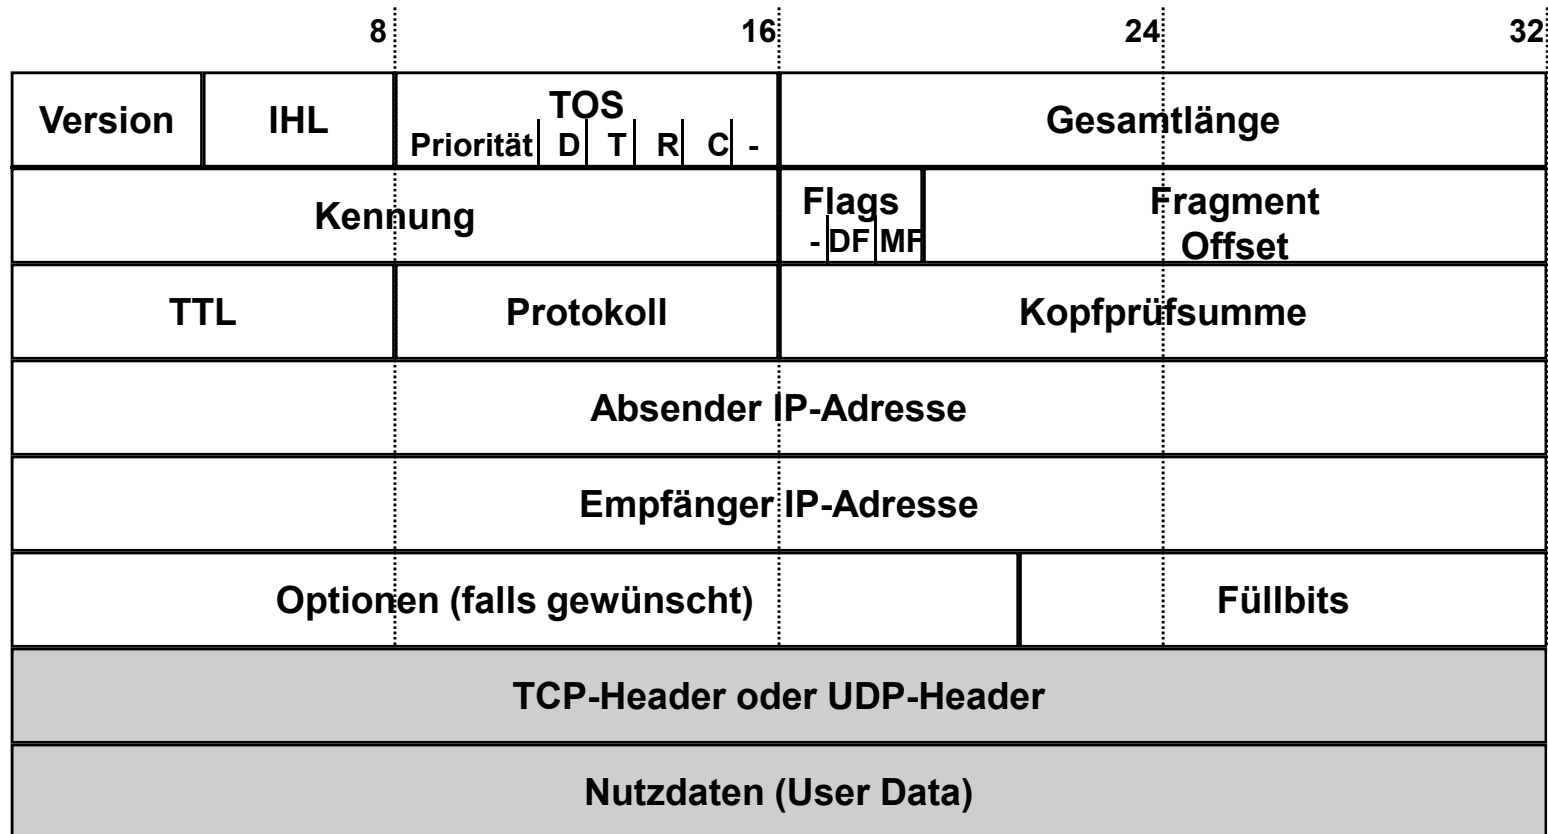 8 16 24 32
Version IHL TOS Gesamtlänge
Priorität D T R C -
Kennung Flags Fragment
- DF MF Offset
TTL Protokoll Kopfprüfsumme
Absender IP-Adresse
Empfänger IP-Adresse
Optionen (falls gewünscht) Füllbits
TCP-Header oder UDP-Header
Nutzdaten (User Data)